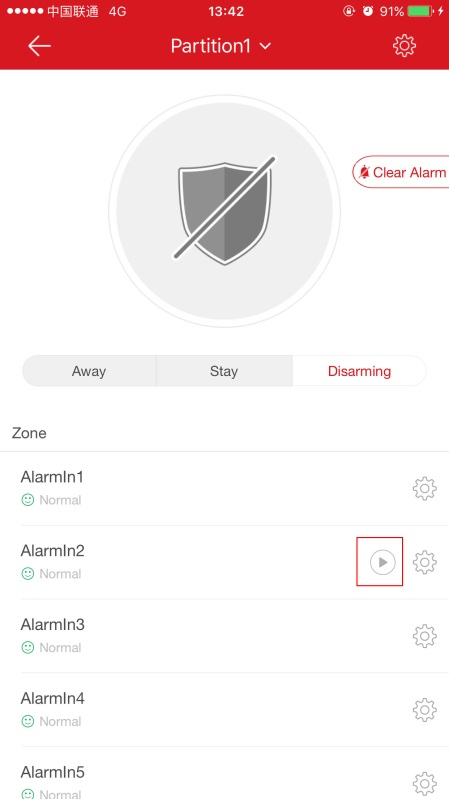 中国联通 4G 13:42 91%
Partition1
Clear Alarm
Away Stay Disarming
Zone
AlarmIn1
Normal
AlarmIn2
Normal
AlarmIn3
Normal
AlarmIn4
Normal
AlarmIn5
Normal